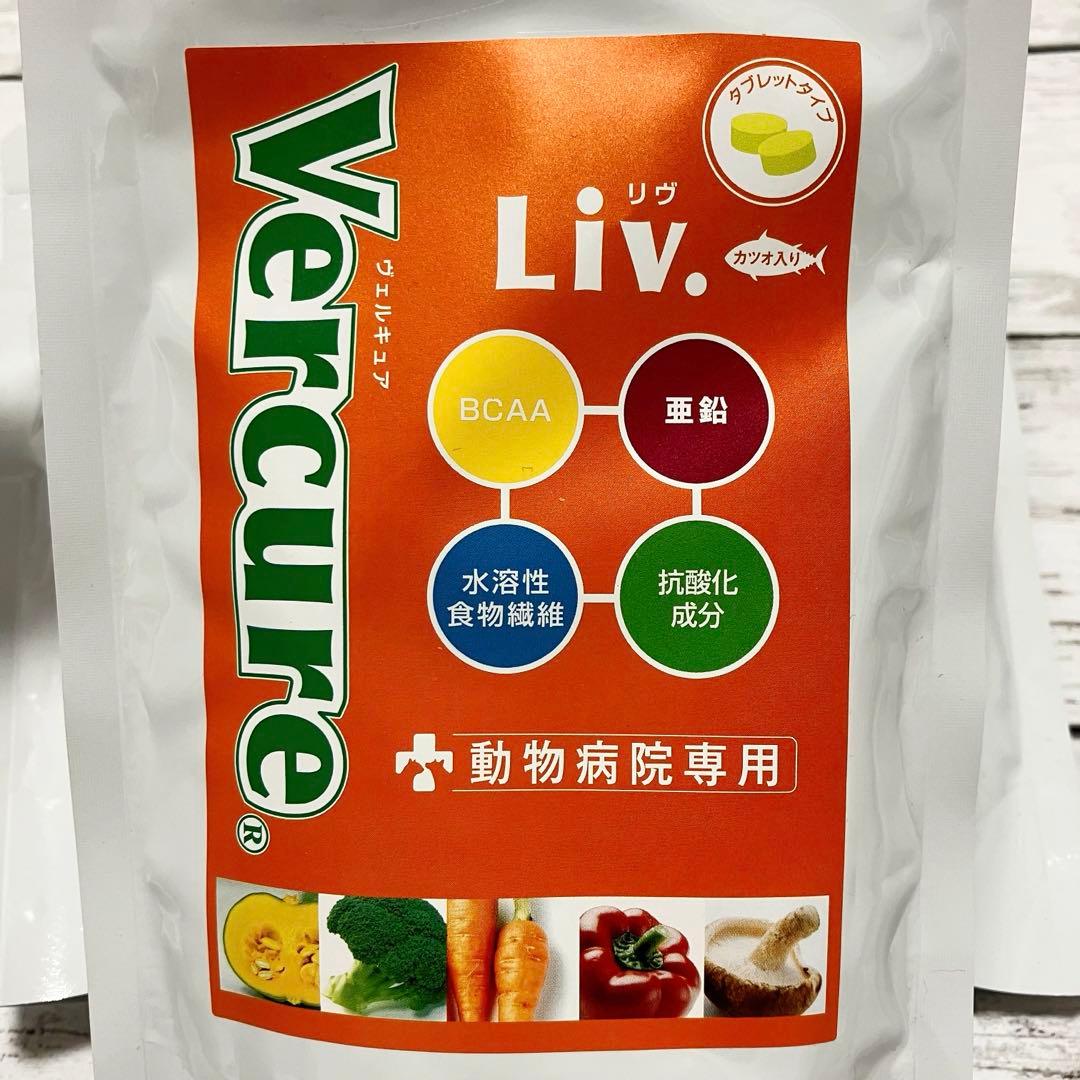 Vercure®
ヴェルキュア
タブレットタイプ
リヴ
Liv.
カツオ入り
BCAA
亜鉛
水溶性
食物繊維
抗酸化
成分
動物病院専用